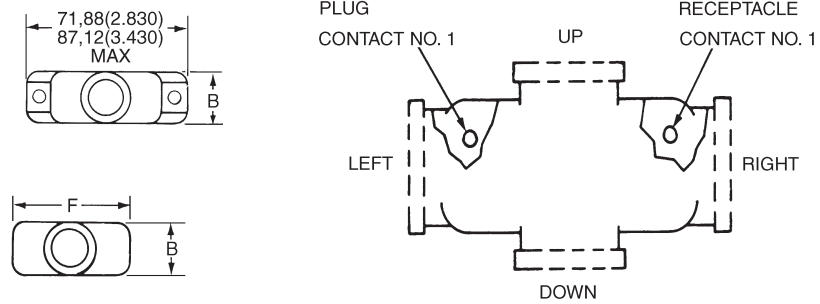 71,88(2.830)
87,12(3.430)
MAX
B
F
B
PLUG
CONTACT NO. 1
RECEPTACLE
CONTACT NO. 1
UP
LEFT
RIGHT
DOWN